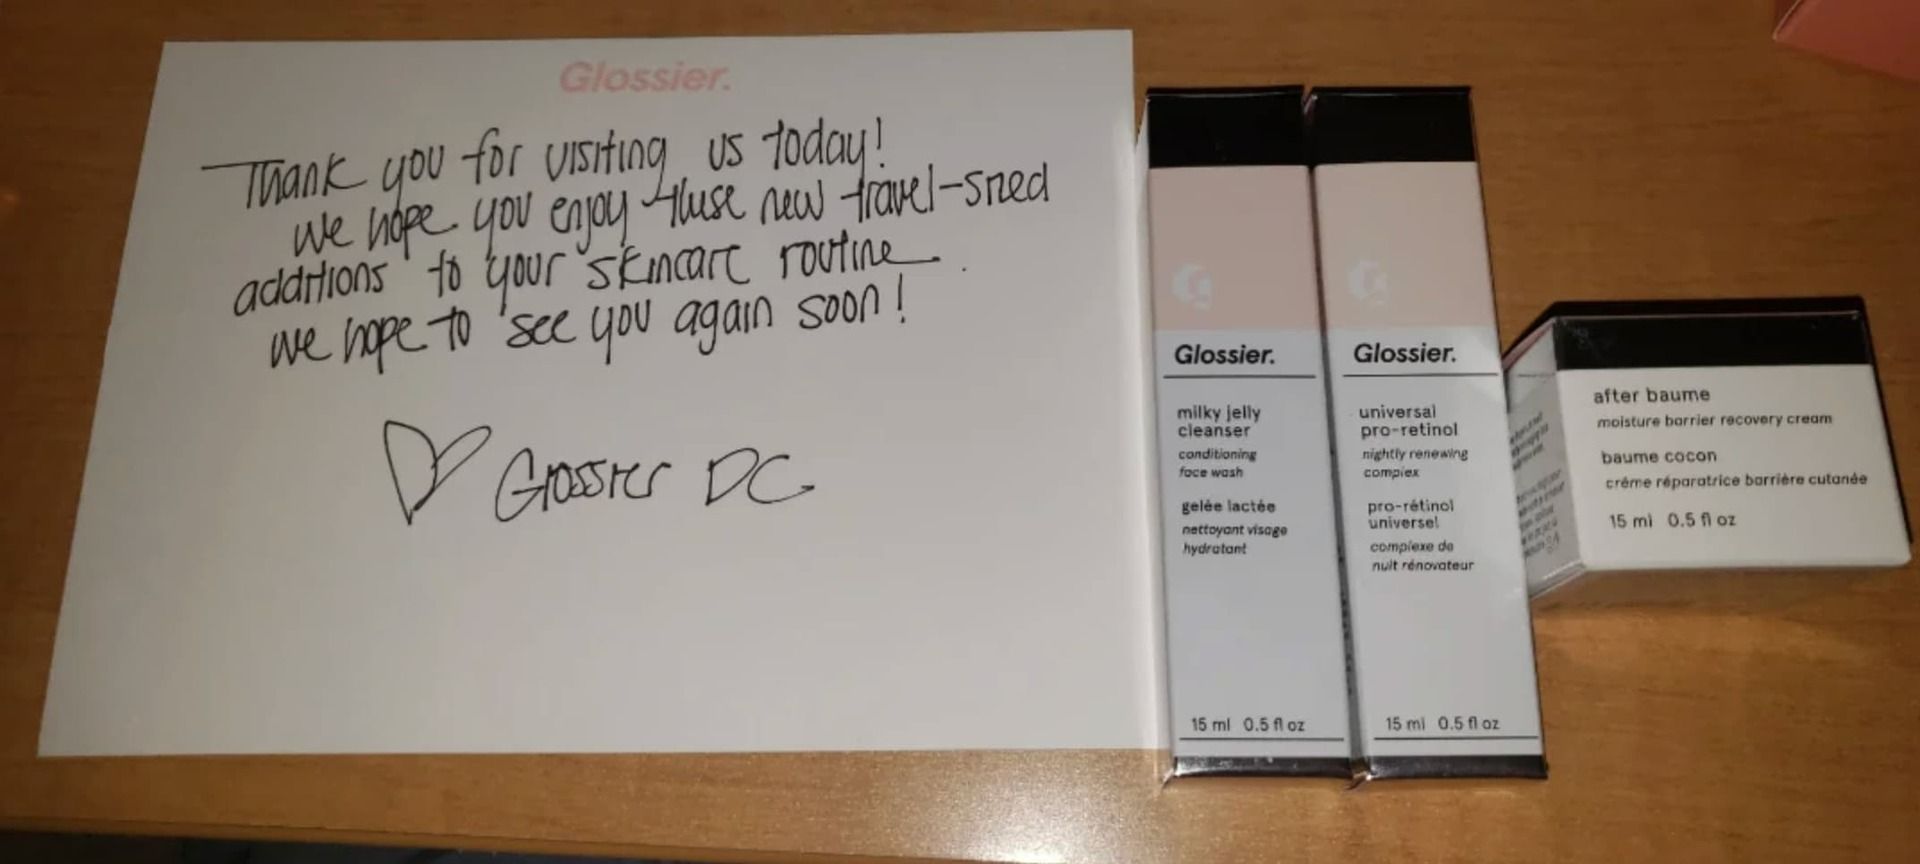 Glossier.
Thank you for visiting us today!
we hope you enjoy these new travel-sized
additions to your skincare routine.
we hope to see you again soon!
Glossier DC
Glossier.
milky jelly
cleanser
conditioning
face wash
gelée lactée
nettoyant visage
hydratant
15 ml 0.5 fl oz
Glossier.
universal
pro-retinol
nightly renewing
complex
pro-rétinol
universel
complexe de
nuit rénovateur
15 ml 0.5 fl oz
after baume
moisture barrier recovery cream
baume cocon
crème réparatrice barrière cutanée
15 ml 0.5 fl oz